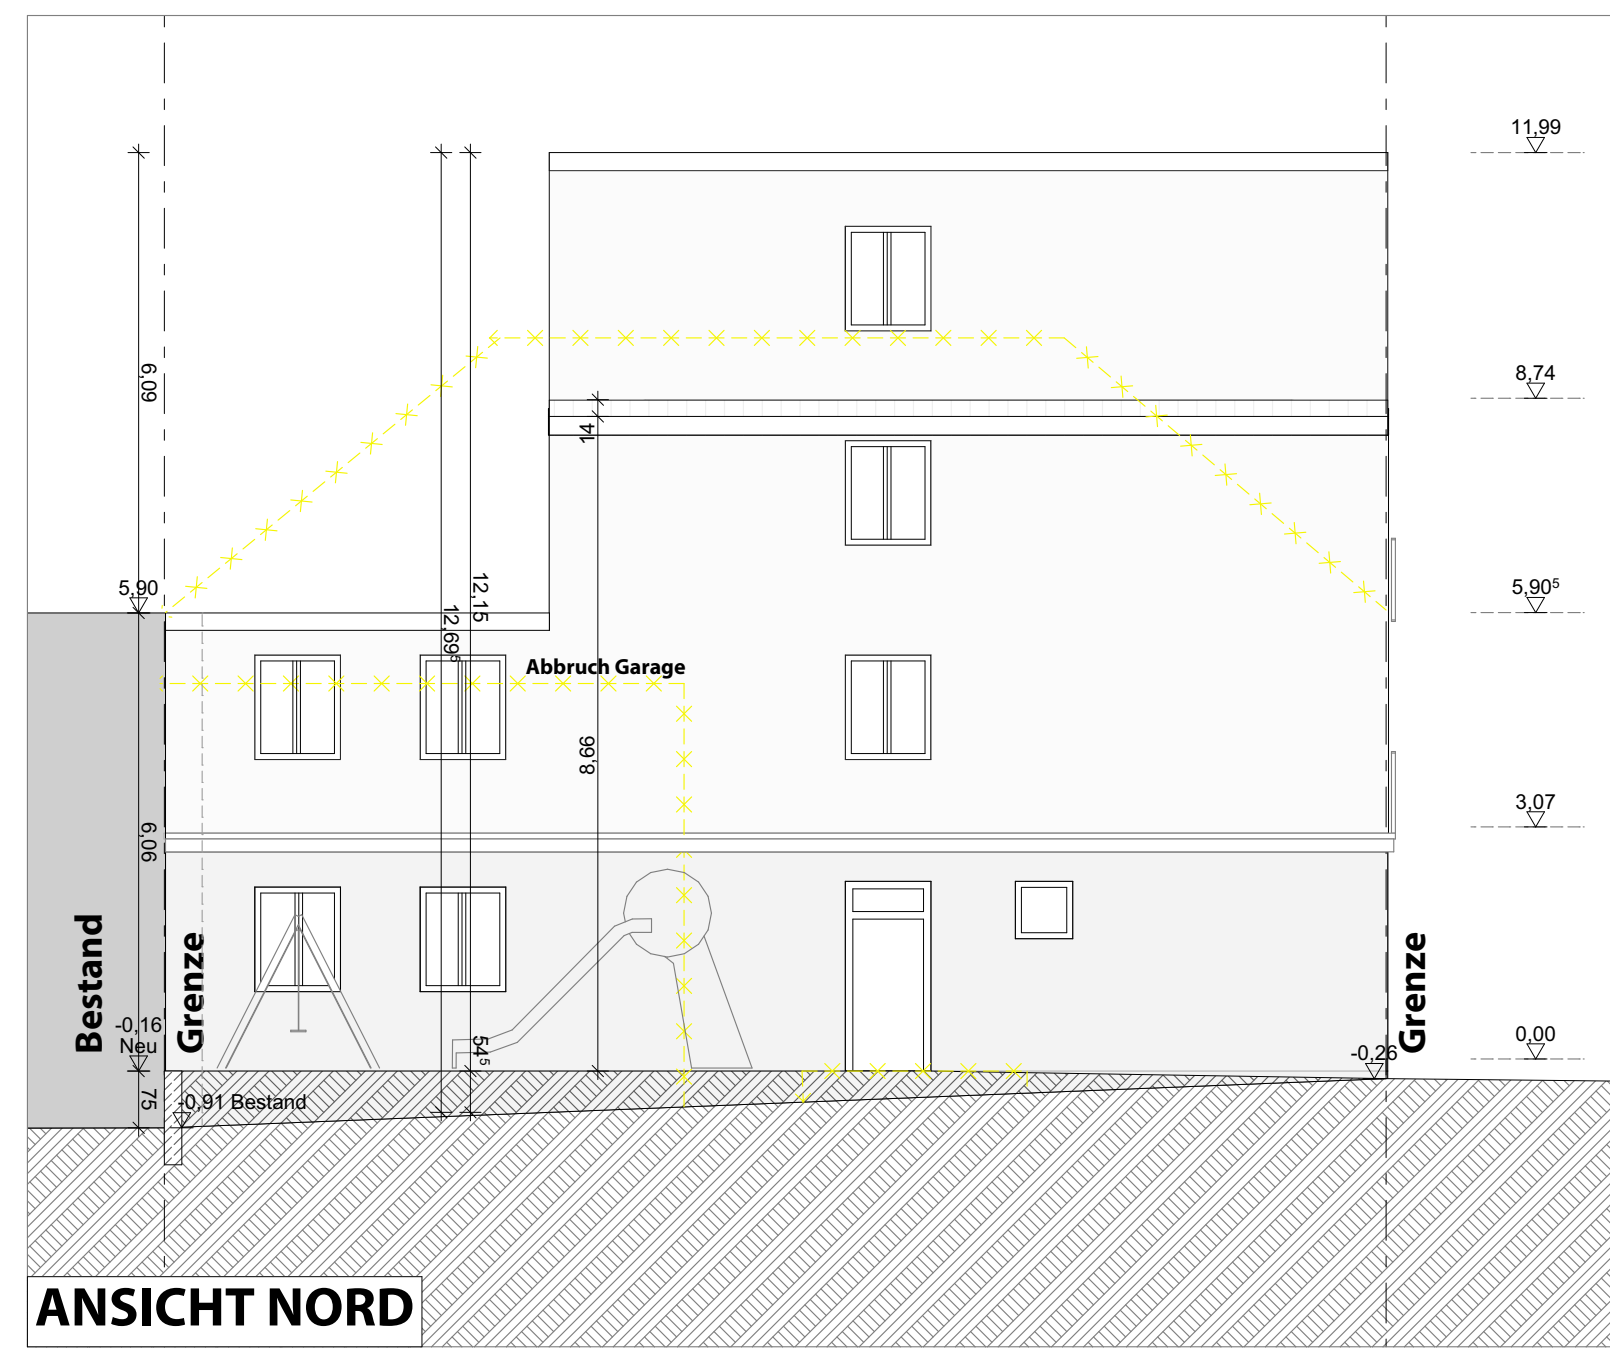 11,99
8,74
6,09
14
5,90
5,90⁵
12,15
12,69⁵
Abbruch Garage
8,66
3,07
6,06
Bestand
Grenze
Grenze
-0,16
Neu
54⁵
-0,26
0,00
75
-0,91 Bestand
ANSICHT NORD